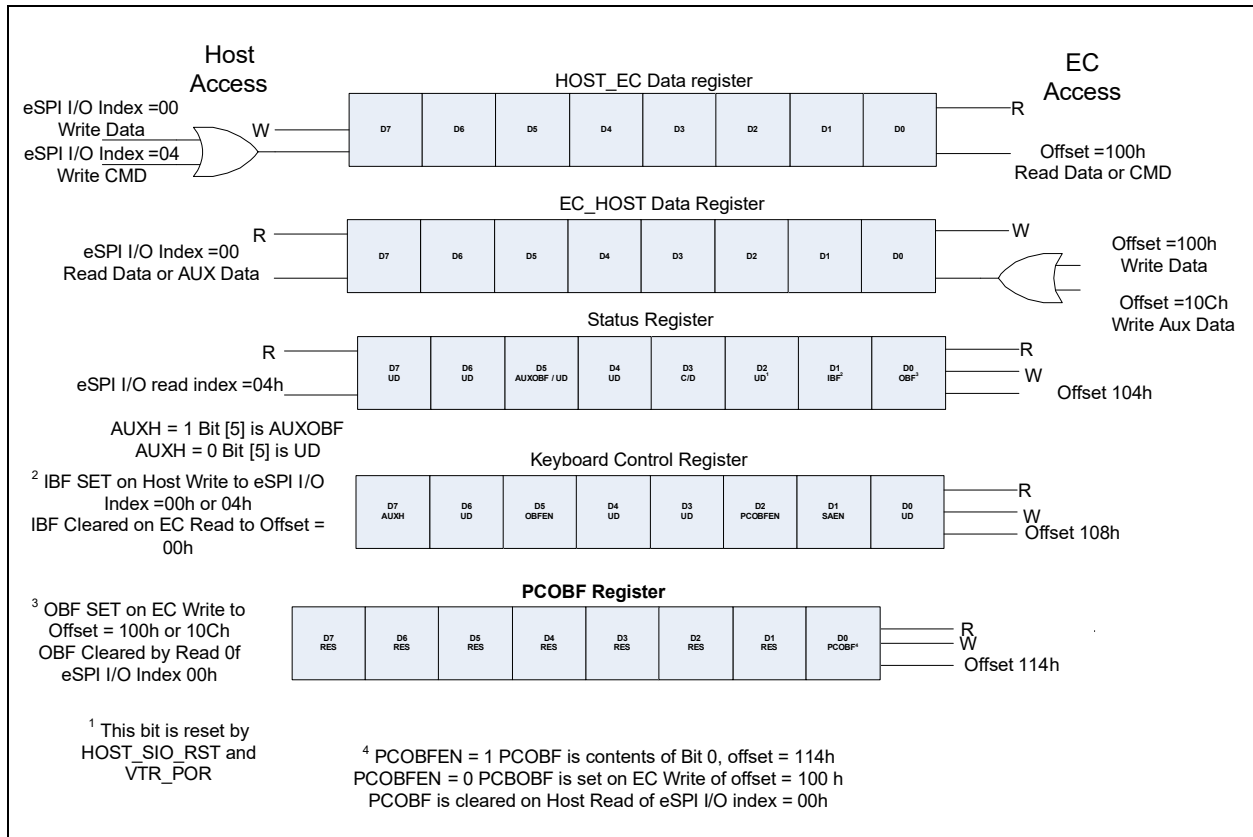 Host
Access
EC
Access
HOST_EC Data register
eSPI I/O Index =00
Write Data
eSPI I/O Index =04
Write CMD
W
D7 D6 D5 D4 D3 D2 D1 D0
R
Offset =100h
Read Data or CMD
EC_HOST Data Register
R
eSPI I/O Index =00
Read Data or AUX Data
D7 D6 D5 D4 D3 D2 D1 D0
W
Offset =100h
Write Data
Offset =10Ch
Write Aux Data
Status Register
R
eSPI I/O read index =04h
D7 D6 D5 D4 D3 D2 D1 D0
UD UD AUXOBF / UD UD C/D UD1 IBF2 OBF3
R
W
Offset 104h
AUXH = 1 Bit [5] is AUXOBF
AUXH = 0 Bit [5] is UD
2 IBF SET on Host Write to eSPI I/O
Index =00h or 04h
IBF Cleared on EC Read to Offset =
00h
Keyboard Control Register
D7 D6 D5 D4 D3 D2 D1 D0
AUXH UD OBFEN UD UD PCOBFEN SAEN UD
R
W
Offset 108h
PCOBF Register
3 OBF SET on EC Write to
Offset = 100h or 10Ch
OBF Cleared by Read 0f
eSPI I/O Index 00h
D7 D6 D5 D4 D3 D2 D1 D0
RES RES RES RES RES RES RES PCOBF4
R
W
Offset 114h
1 This bit is reset by
HOST_SIO_RST and
VTR_POR
4 PCOBFEN = 1 PCOBF is contents of Bit 0, offset = 114h
PCOBFEN = 0 PCBOBF is set on EC Write of offset = 100 h
PCOBF is cleared on Host Read of eSPI I/O index = 00h